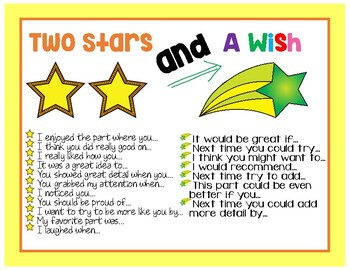 Two Stars and A Wish
I enjoyed the part where you...
I think you did really good on...
I really liked how you...
It was a great idea to...
You showed great detail when you...
You grabbed my attention when...
I noticed you...
You should be proud of...
I want to try to be more like you by...
My favorite part was...
I laughed when...
It would be great if...
Next time you could try...
I think you might want to...
I would recommend...
Next time try to add...
This part could be even
better if you...
Next time you could add
more detail by...